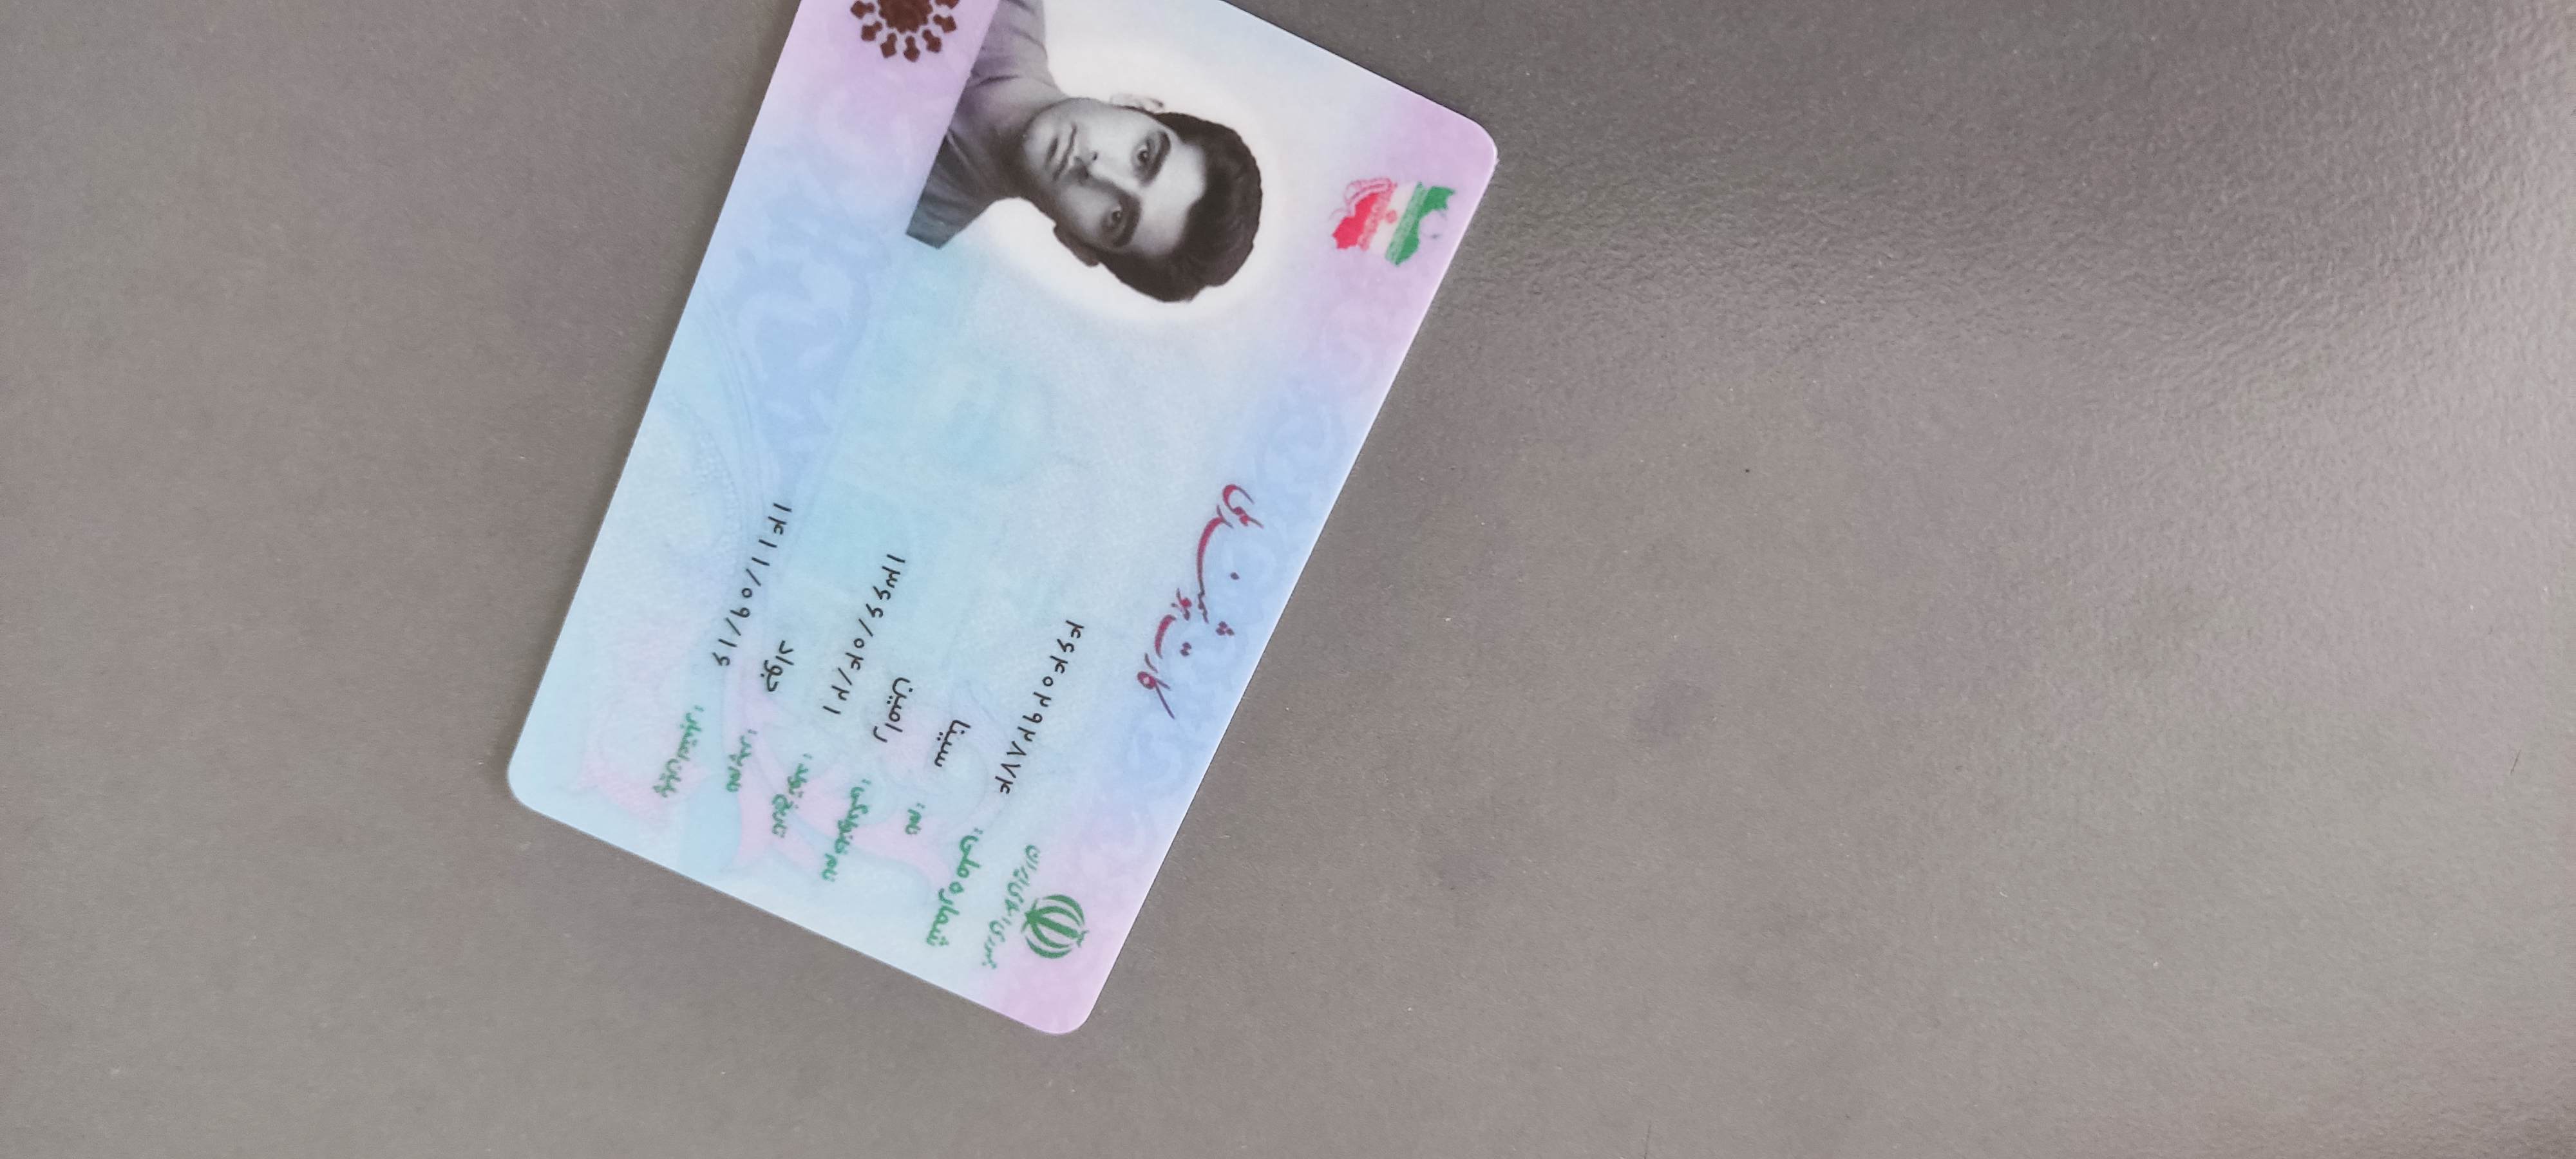 جمهوری اسلامی ایران
کارت هوشمند ملی
شماره ملی: ۴۶۴۰۲۹۲۸۷۴
نام: سینا
نام خانوادگی: رامین
تاریخ تولد: ۱۳۶۶/۰۴/۲۱
نام پدر: جواد
پایان اعتبار: ۱۴۱۱/۰۹/۱۶